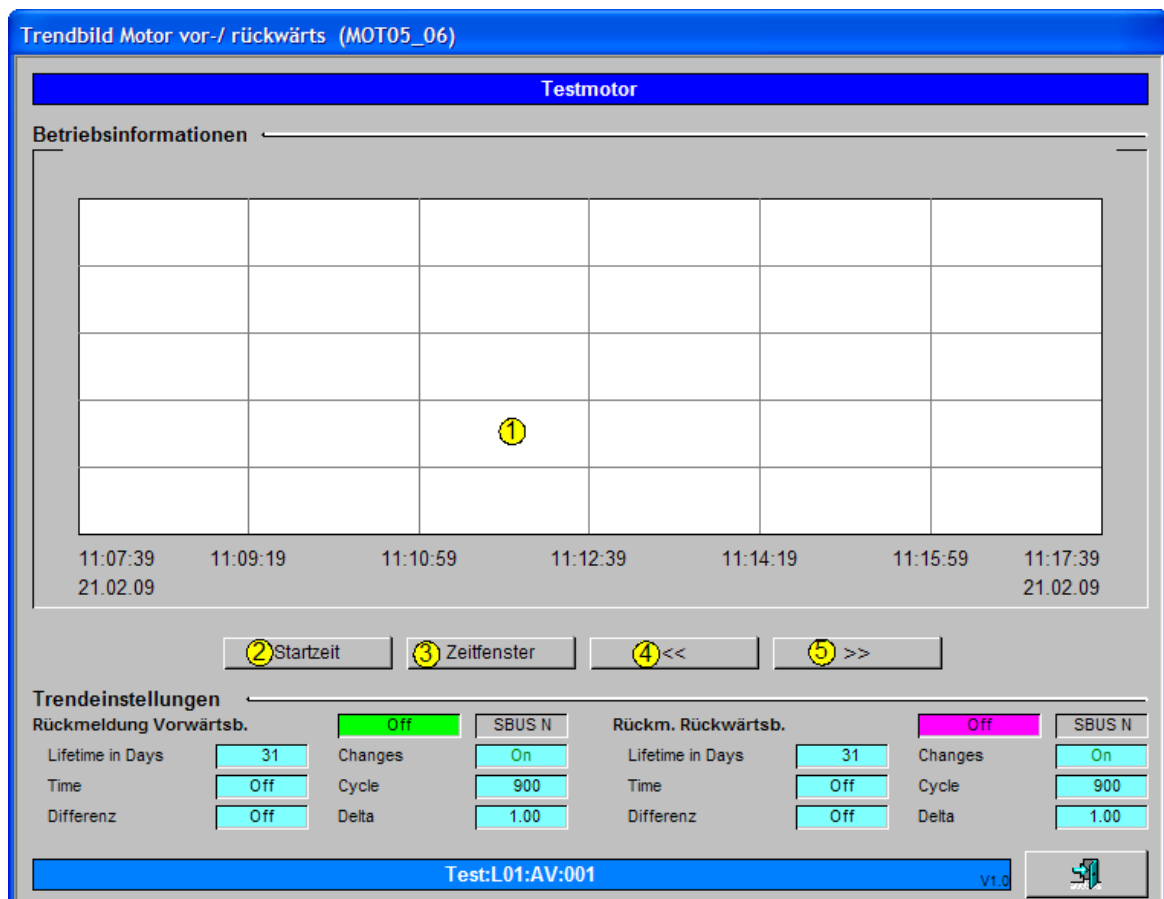 Trendbild Motor vor-/ rückwärts (MOT05_06)
Testmotor
Betriebsinformationen
1
11:07:39 11:09:19 11:10:59 11:12:39 11:14:19 11:15:59 11:17:39
21.02.09 21.02.09
2 Startzeit 3 Zeitfenster 4 << 5 >>
Trendeinstellungen
Rückmeldung Vorwärtsb. Off SBUS N Rückm. Rückwärtsb. Off SBUS N
Lifetime in Days 31 Changes On Lifetime in Days 31 Changes On
Time Off Cycle 900 Time Off Cycle 900
Differenz Off Delta 1.00 Differenz Off Delta 1.00
Test:L01:AV:001 V1.0